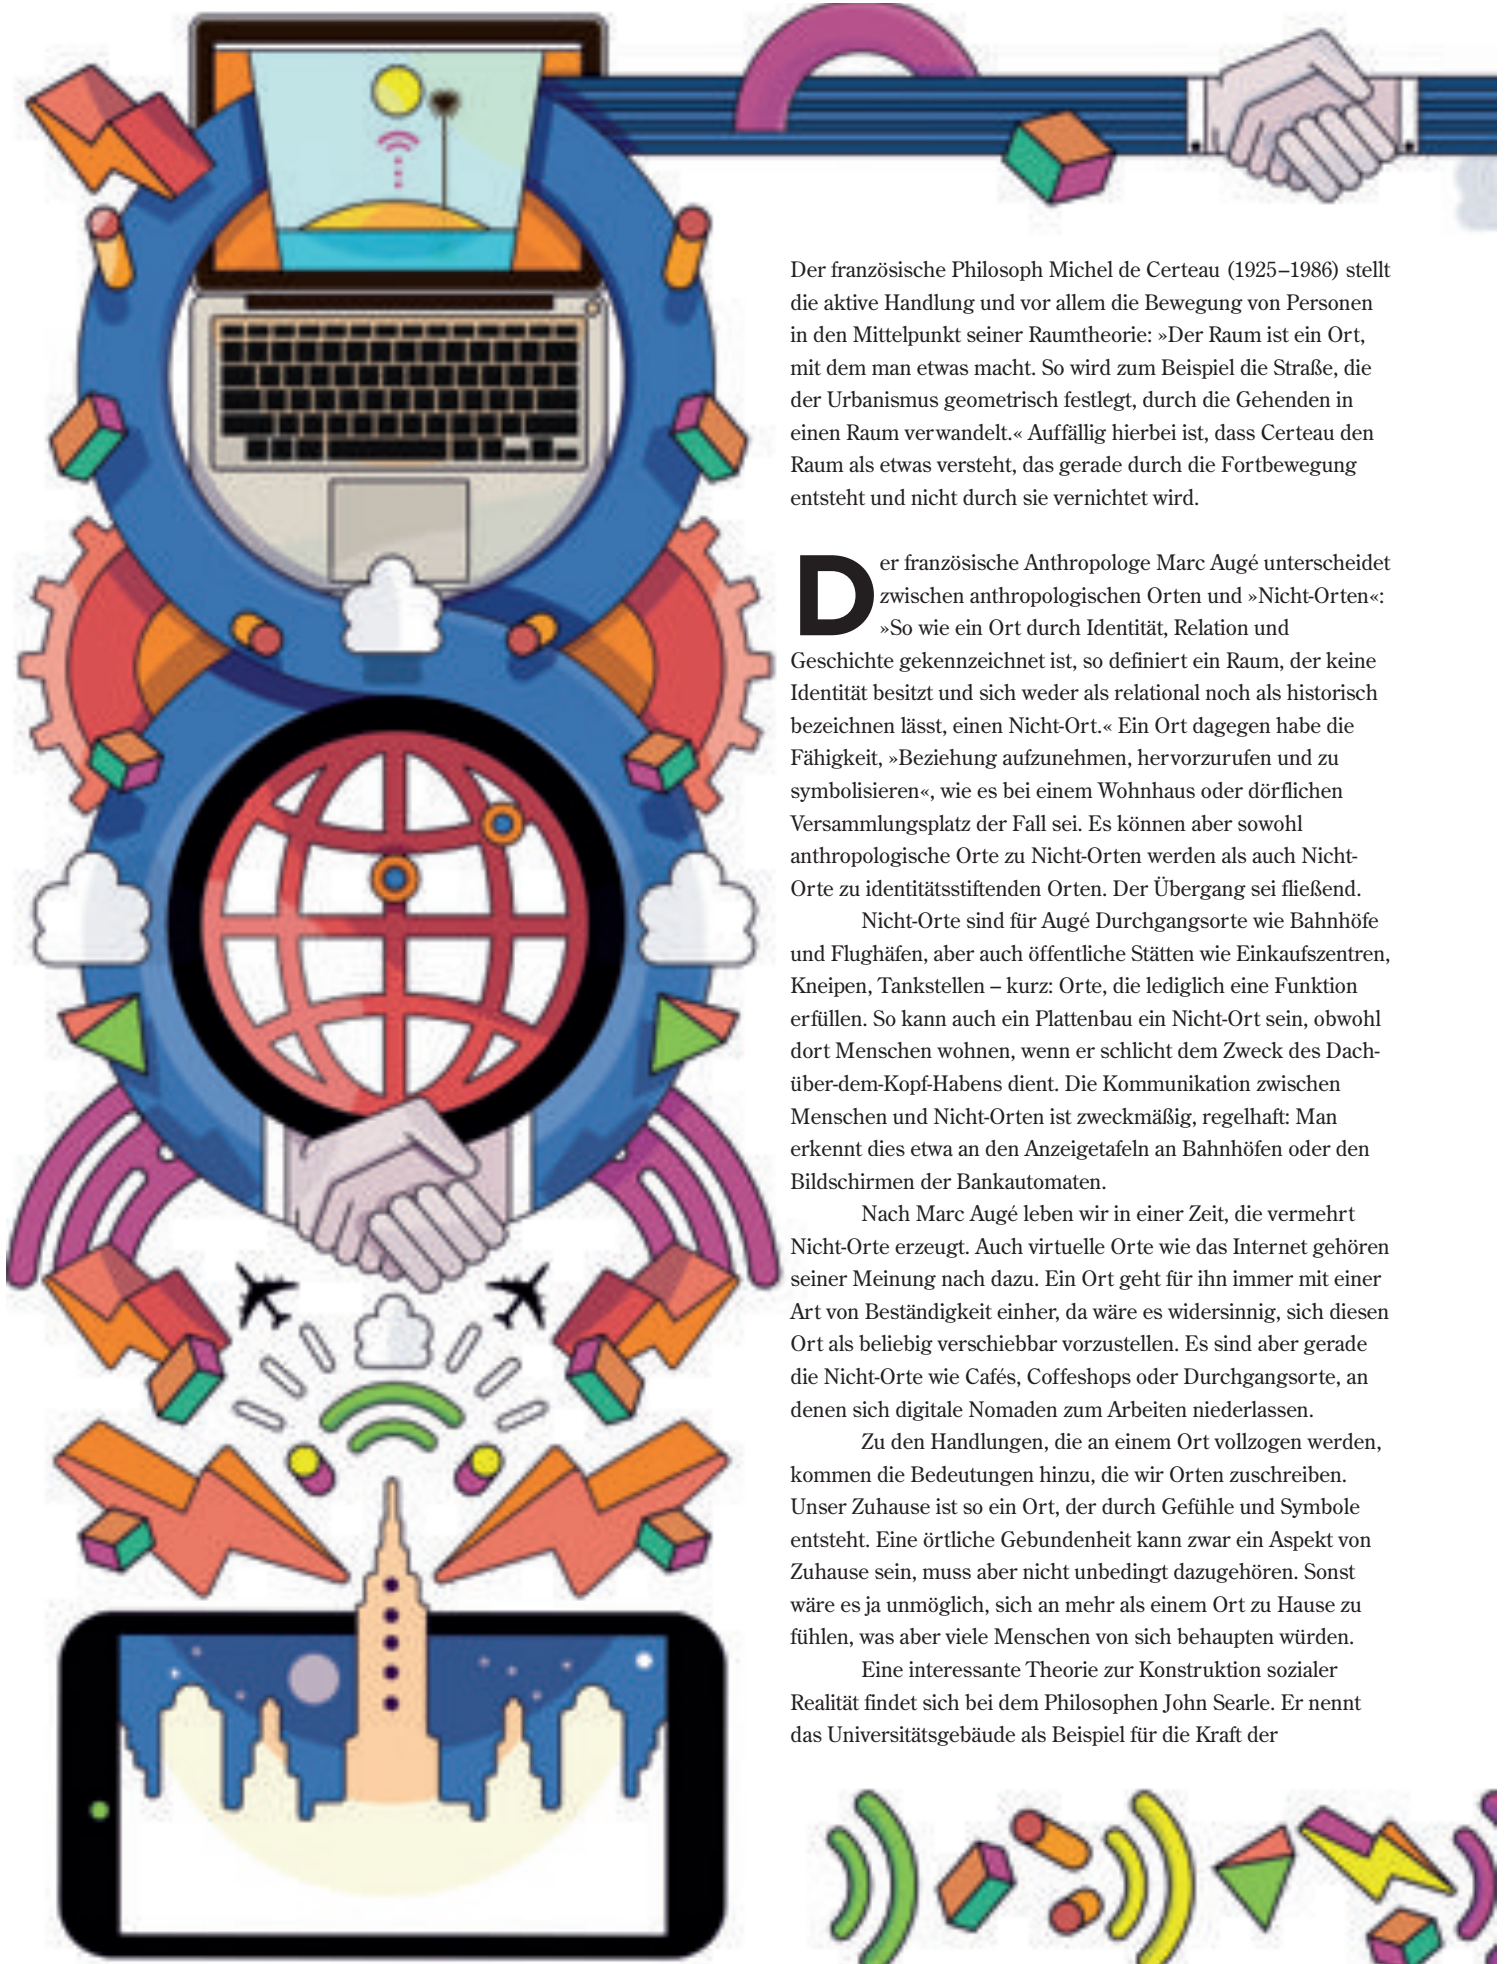 Der französische Philosoph Michel de Certeau (1925–1986) stellt
die aktive Handlung und vor allem die Bewegung von Personen
in den Mittelpunkt seiner Raumtheorie: »Der Raum ist ein Ort,
mit dem man etwas macht. So wird zum Beispiel die Straße, die
der Urbanismus geometrisch festlegt, durch die Gehenden in
einen Raum verwandelt.« Auffällig hierbei ist, dass Certeau den
Raum als etwas versteht, das gerade durch die Fortbewegung
entsteht und nicht durch sie vernichtet wird.
Der französische Anthropologe Marc Augé unterscheidet
zwischen anthropologischen Orten und »Nicht-Orten«:
»So wie ein Ort durch Identität, Relation und
Geschichte gekennzeichnet ist, so definiert ein Raum, der keine
Identität besitzt und sich weder als relational noch als historisch
bezeichnen lässt, einen Nicht-Ort.« Ein Ort dagegen habe die
Fähigkeit, »Beziehung aufzunehmen, hervorzurufen und zu
symbolisieren«, wie es bei einem Wohnhaus oder dörflichen
Versammlungsplatz der Fall sei. Es können aber sowohl
anthropologische Orte zu Nicht-Orten werden als auch Nicht-
Orte zu identitätsstiftenden Orten. Der Übergang sei fließend.
Nicht-Orte sind für Augé Durchgangsorte wie Bahnhöfe
und Flughäfen, aber auch öffentliche Stätten wie Einkaufszentren,
Kneipen, Tankstellen – kurz: Orte, die lediglich eine Funktion
erfüllen. So kann auch ein Plattenbau ein Nicht-Ort sein, obwohl
dort Menschen wohnen, wenn er schlicht dem Zweck des Dach-
über-dem-Kopf-Habens dient. Die Kommunikation zwischen
Menschen und Nicht-Orten ist zweckmäßig, regelhaft: Man
erkennt dies etwa an den Anzeigetafeln an Bahnhöfen oder den
Bildschirmen der Bankautomaten.
Nach Marc Augé leben wir in einer Zeit, die vermehrt
Nicht-Orte erzeugt. Auch virtuelle Orte wie das Internet gehören
seiner Meinung nach dazu. Ein Ort geht für ihn immer mit einer
Art von Beständigkeit einher, da wäre es widersinnig, sich diesen
Ort als beliebig verschiebbar vorzustellen. Es sind aber gerade
die Nicht-Orte wie Cafés, Coffeshops oder Durchgangsorte, an
denen sich digitale Nomaden zum Arbeiten niederlassen.
Zu den Handlungen, die an einem Ort vollzogen werden,
kommen die Bedeutungen hinzu, die wir Orten zuschreiben.
Unser Zuhause ist so ein Ort, der durch Gefühle und Symbole
entsteht. Eine örtliche Gebundenheit kann zwar ein Aspekt von
Zuhause sein, muss aber nicht unbedingt dazugehören. Sonst
wäre es ja unmöglich, sich an mehr als einem Ort zu Hause zu
fühlen, was aber viele Menschen von sich behaupten würden.
Eine interessante Theorie zur Konstruktion sozialer
Realität findet sich bei dem Philosophen John Searle. Er nennt
das Universitätsgebäude als Beispiel für die Kraft der